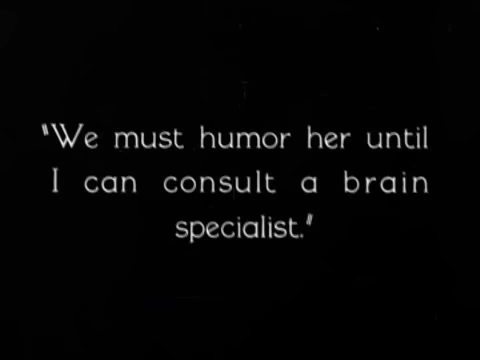 "We must humor her until
I can consult a brain
specialist."